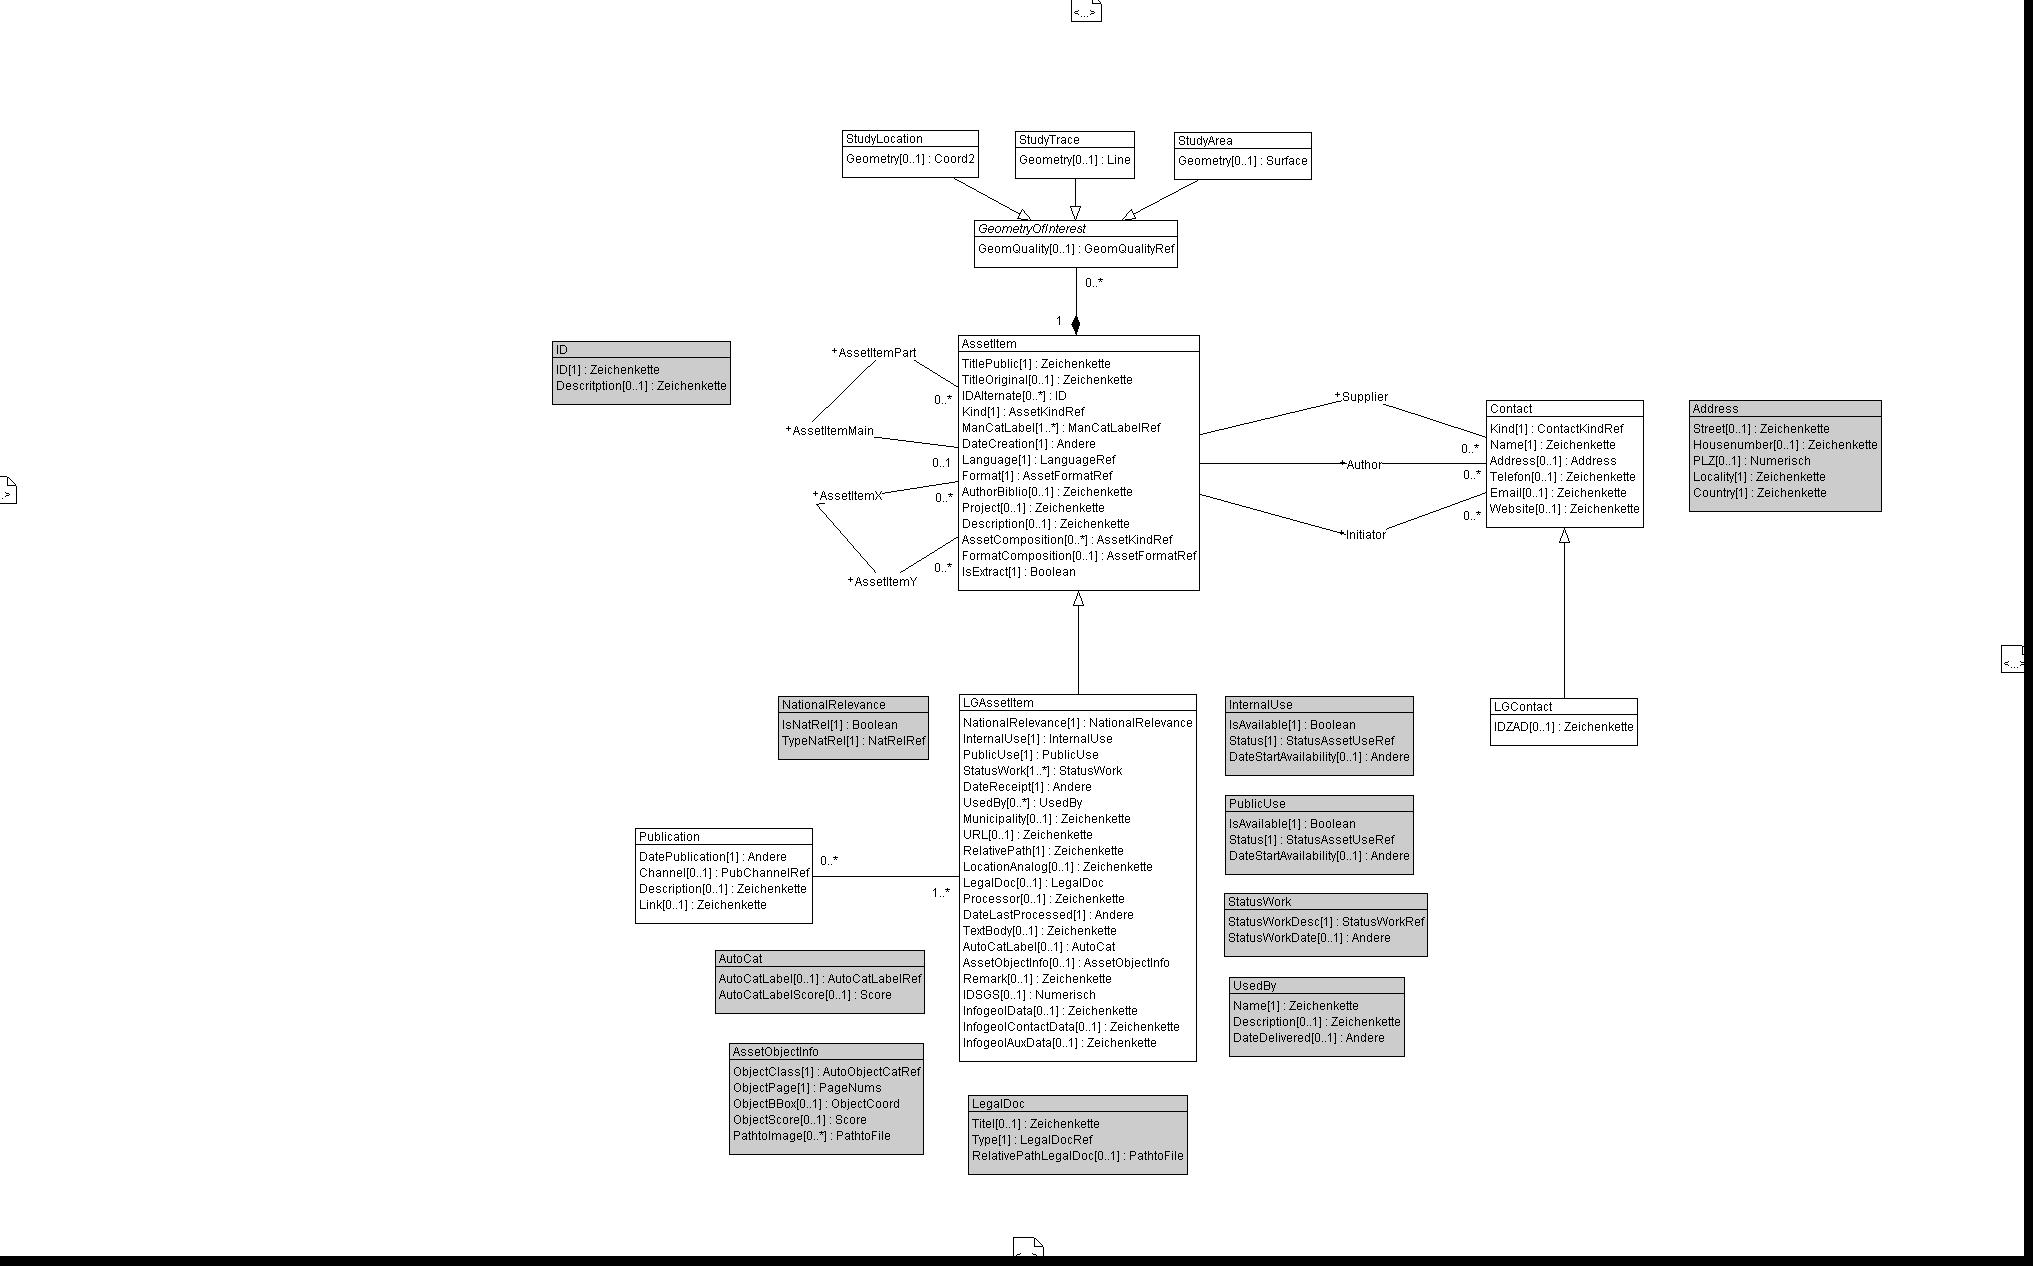 <...>
StudyLocation
Geometry[0..1] : Coord2
StudyTrace
Geometry[0..1] : Line
StudyArea
Geometry[0..1] : Surface
GeometryOfInterest
GeomQuality[0..1] : GeomQualityRef
0..*
1
ID
ID[1] : Zeichenkette
Descritption[0..1] : Zeichenkette
+AssetItemPart
0..*
+AssetItemMain
0..1
+AssetItemX
0..*
+AssetItemY
0..*
AssetItem
TitlePublic[1] : Zeichenkette
TitleOriginal[0..1] : Zeichenkette
IDAlternate[0..*] : ID
Kind[1] : AssetKindRef
ManCatLabel[1..*] : ManCatLabelRef
DateCreation[1] : Andere
Language[1] : LanguageRef
Format[1] : AssetFormatRef
AuthorBiblio[0..1] : Zeichenkette
Project[0..1] : Zeichenkette
Description[0..1] : Zeichenkette
AssetComposition[0..*] : AssetKindRef
FormatComposition[0..1] : AssetFormatRef
IsExtract[1] : Boolean
+Supplier
0..*
+Author
0..*
+Initiator
0..*
Contact
Kind[1] : ContactKindRef
Name[1] : Zeichenkette
Address[0..1] : Address
Telefon[0..1] : Zeichenkette
Email[0..1] : Zeichenkette
Website[0..1] : Zeichenkette
Address
Street[0..1] : Zeichenkette
Housenumber[0..1] : Zeichenkette
PLZ[0..1] : Numerisch
Locality[1] : Zeichenkette
Country[1] : Zeichenkette
.>
<...>
NationalRelevance
IsNatRel[1] : Boolean
TypeNatRel[1] : NatRelRef
LGAssetItem
NationalRelevance[1] : NationalRelevance
InternalUse[1] : InternalUse
PublicUse[1] : PublicUse
StatusWork[1..*] : StatusWork
DateReceipt[1] : Andere
UsedBy[0..*] : UsedBy
Municipality[0..1] : Zeichenkette
URL[0..1] : Zeichenkette
RelativePath[1] : Zeichenkette
LocationAnalog[0..1] : Zeichenkette
LegalDoc[0..1] : LegalDoc
Processor[0..1] : Zeichenkette
DateLastProcessed[1] : Andere
TextBody[0..1] : Zeichenkette
AutoCatLabel[0..1] : AutoCat
AssetObjectInfo[0..1] : AssetObjectInfo
Remark[0..1] : Zeichenkette
IDSGS[0..1] : Numerisch
InfogeolData[0..1] : Zeichenkette
InfogeolContactData[0..1] : Zeichenkette
InfogeolAuxData[0..1] : Zeichenkette
InternalUse
IsAvailable[1] : Boolean
Status[1] : StatusAssetUseRef
DateStartAvailability[0..1] : Andere
LGContact
IDZAD[0..1] : Zeichenkette
PublicUse
IsAvailable[1] : Boolean
Status[1] : StatusAssetUseRef
DateStartAvailability[0..1] : Andere
Publication
DatePublication[1] : Andere
Channel[0..1] : PubChannelRef
Description[0..1] : Zeichenkette
Link[0..1] : Zeichenkette
0..*
1..*
StatusWork
StatusWorkDesc[1] : StatusWorkRef
StatusWorkDate[0..1] : Andere
AutoCat
AutoCatLabel[0..1] : AutoCatLabelRef
AutoCatLabelScore[0..1] : Score
UsedBy
Name[1] : Zeichenkette
Description[0..1] : Zeichenkette
DateDelivered[0..1] : Andere
AssetObjectInfo
ObjectClass[1] : AutoObjectCatRef
ObjectPage[1] : PageNums
ObjectBBox[0..1] : ObjectCoord
ObjectScore[0..1] : Score
PathtoImage[0..*] : PathtoFile
LegalDoc
Titel[0..1] : Zeichenkette
Type[1] : LegalDocRef
RelativePathLegalDoc[0..1] : PathtoFile